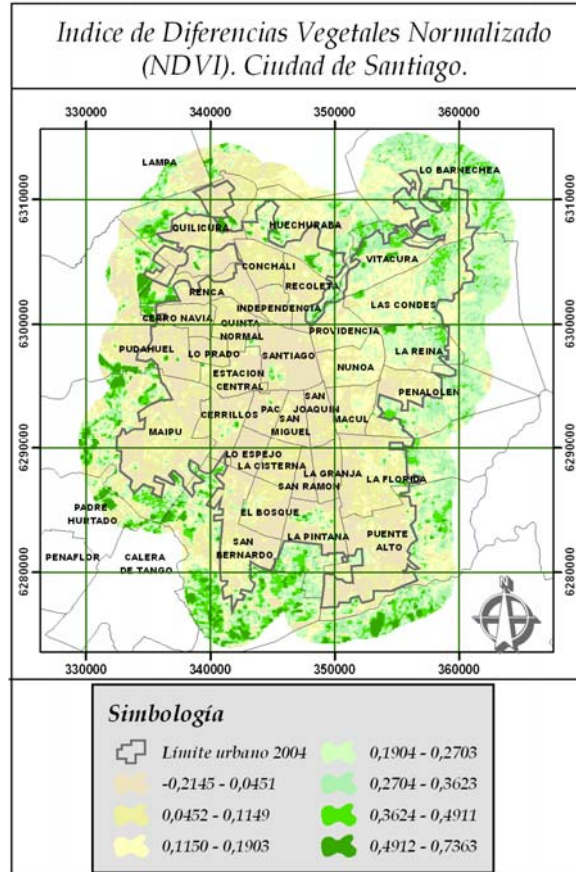 Indice de Diferencias Vegetales Normalizado
(NDVI). Ciudad de Santiago.
330000 340000 350000 360000
LAMPA
LO BARNECHEA
6310000 6310000
QUILICURA
HUECHURABA
VITACURA
CONCHALI
RECOLETA
RENCA
LAS CONDES
INDEPENDENCIA
CERRO NAVIA
QUINTA
NORMAL
6300000 6300000
PROVIDENCIA
PUDAHUEL
LO PRADO
SANTIAGO
LA REINA
NUNOA
ESTACION
CENTRAL
PENALOLEN
SAN
JOAQUIN
CERRILLOS
PAC
SAN
MIGUEL
MACUL
MAIPU
6290000 6290000
LO ESPEJO
LA CISTERNA
LA GRANJA
LA FLORIDA
SAN RAMON
PADRE
HURTADO
EL BOSQUE
LA PINTANA
PUENTE
ALTO
SAN
BERNARDO
PENAFLOR
CALERA
DE TANGO
6280000 6280000
N
330000 340000 350000 360000
Simbología
Límite urbano 2004
-0,2145 - 0,0451
0,0452 - 0,1149
0,1150 - 0,1903
0,1904 - 0,2703
0,2704 - 0,3623
0,3624 - 0,4911
0,4912 - 0,7363